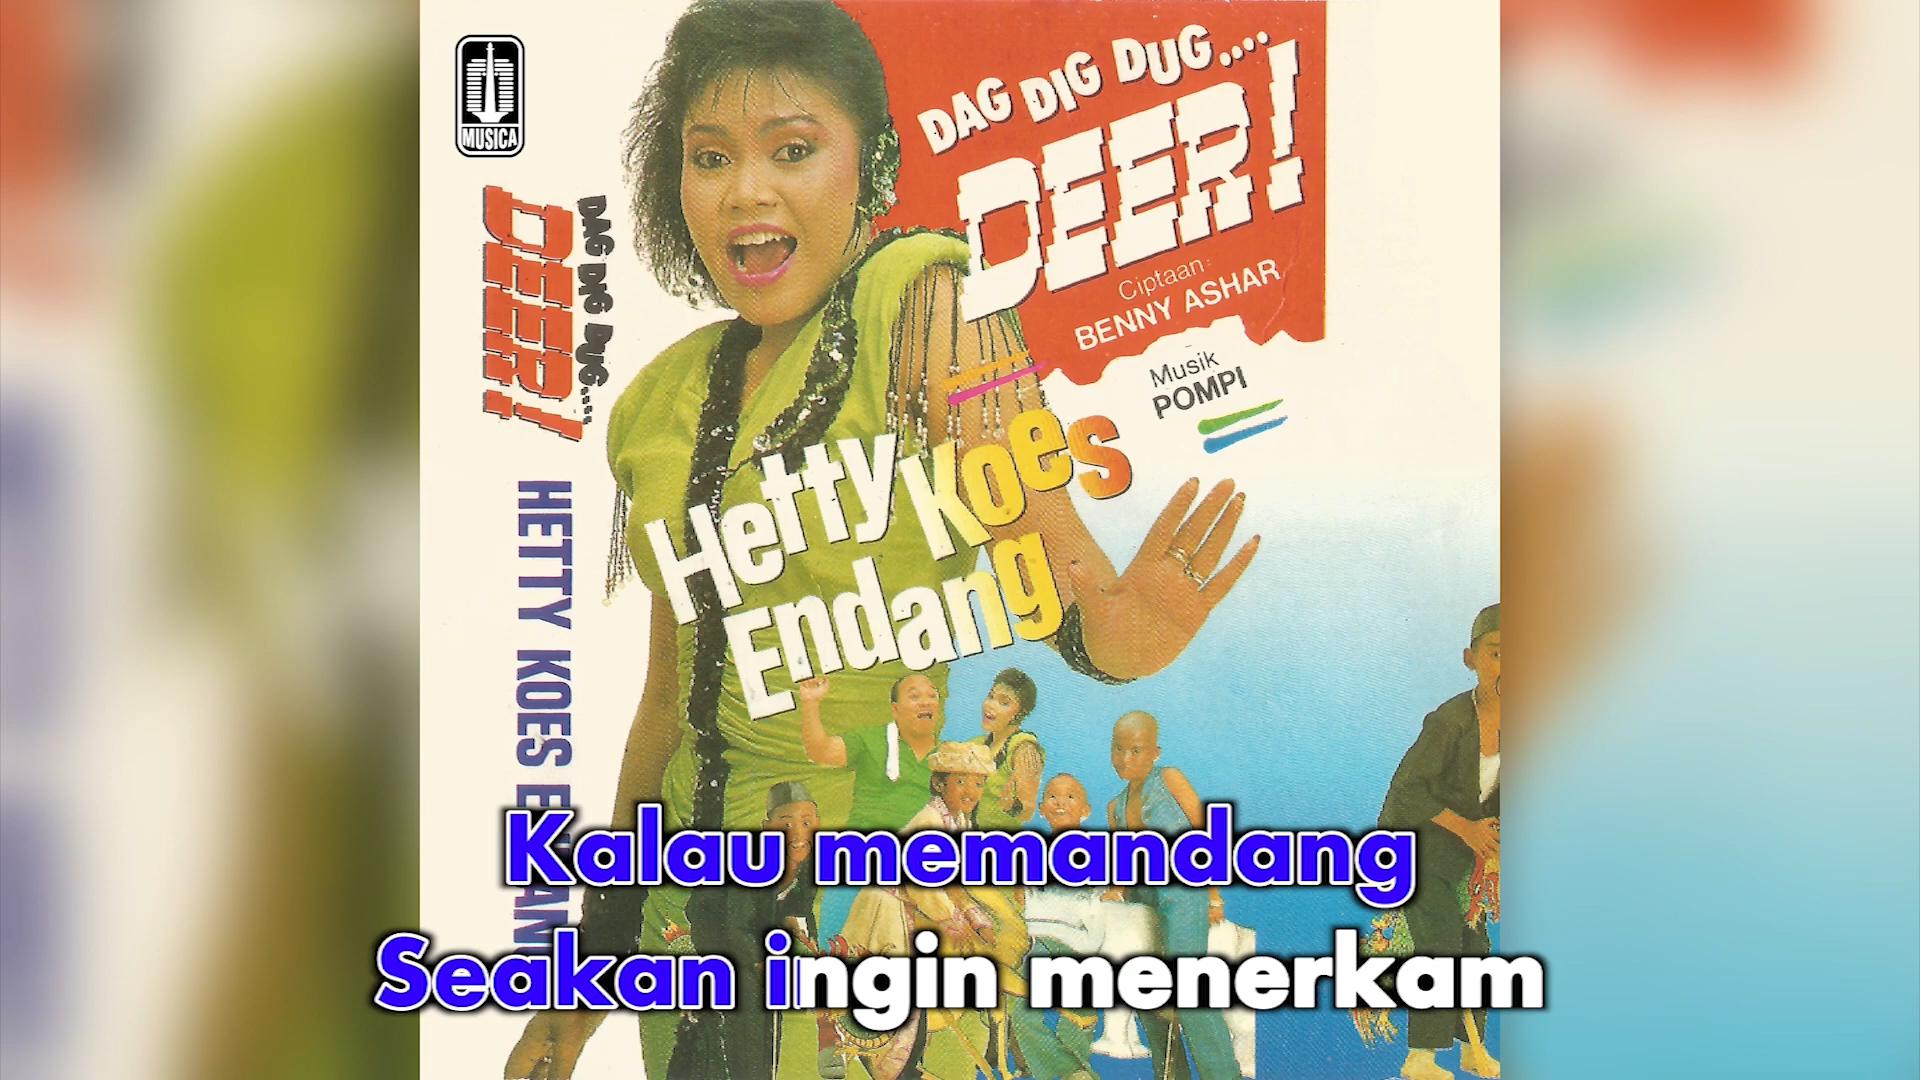 MUSICA
DAG DIG DUG....
DEER!
Ciptaan:
BENNY ASHAR
Musik
POMPI
DAG DIG DUG.....
DEER!
HETTY KOES
Hetty Koes
Endang
Kalau memandang
Seakan ingin menerkam